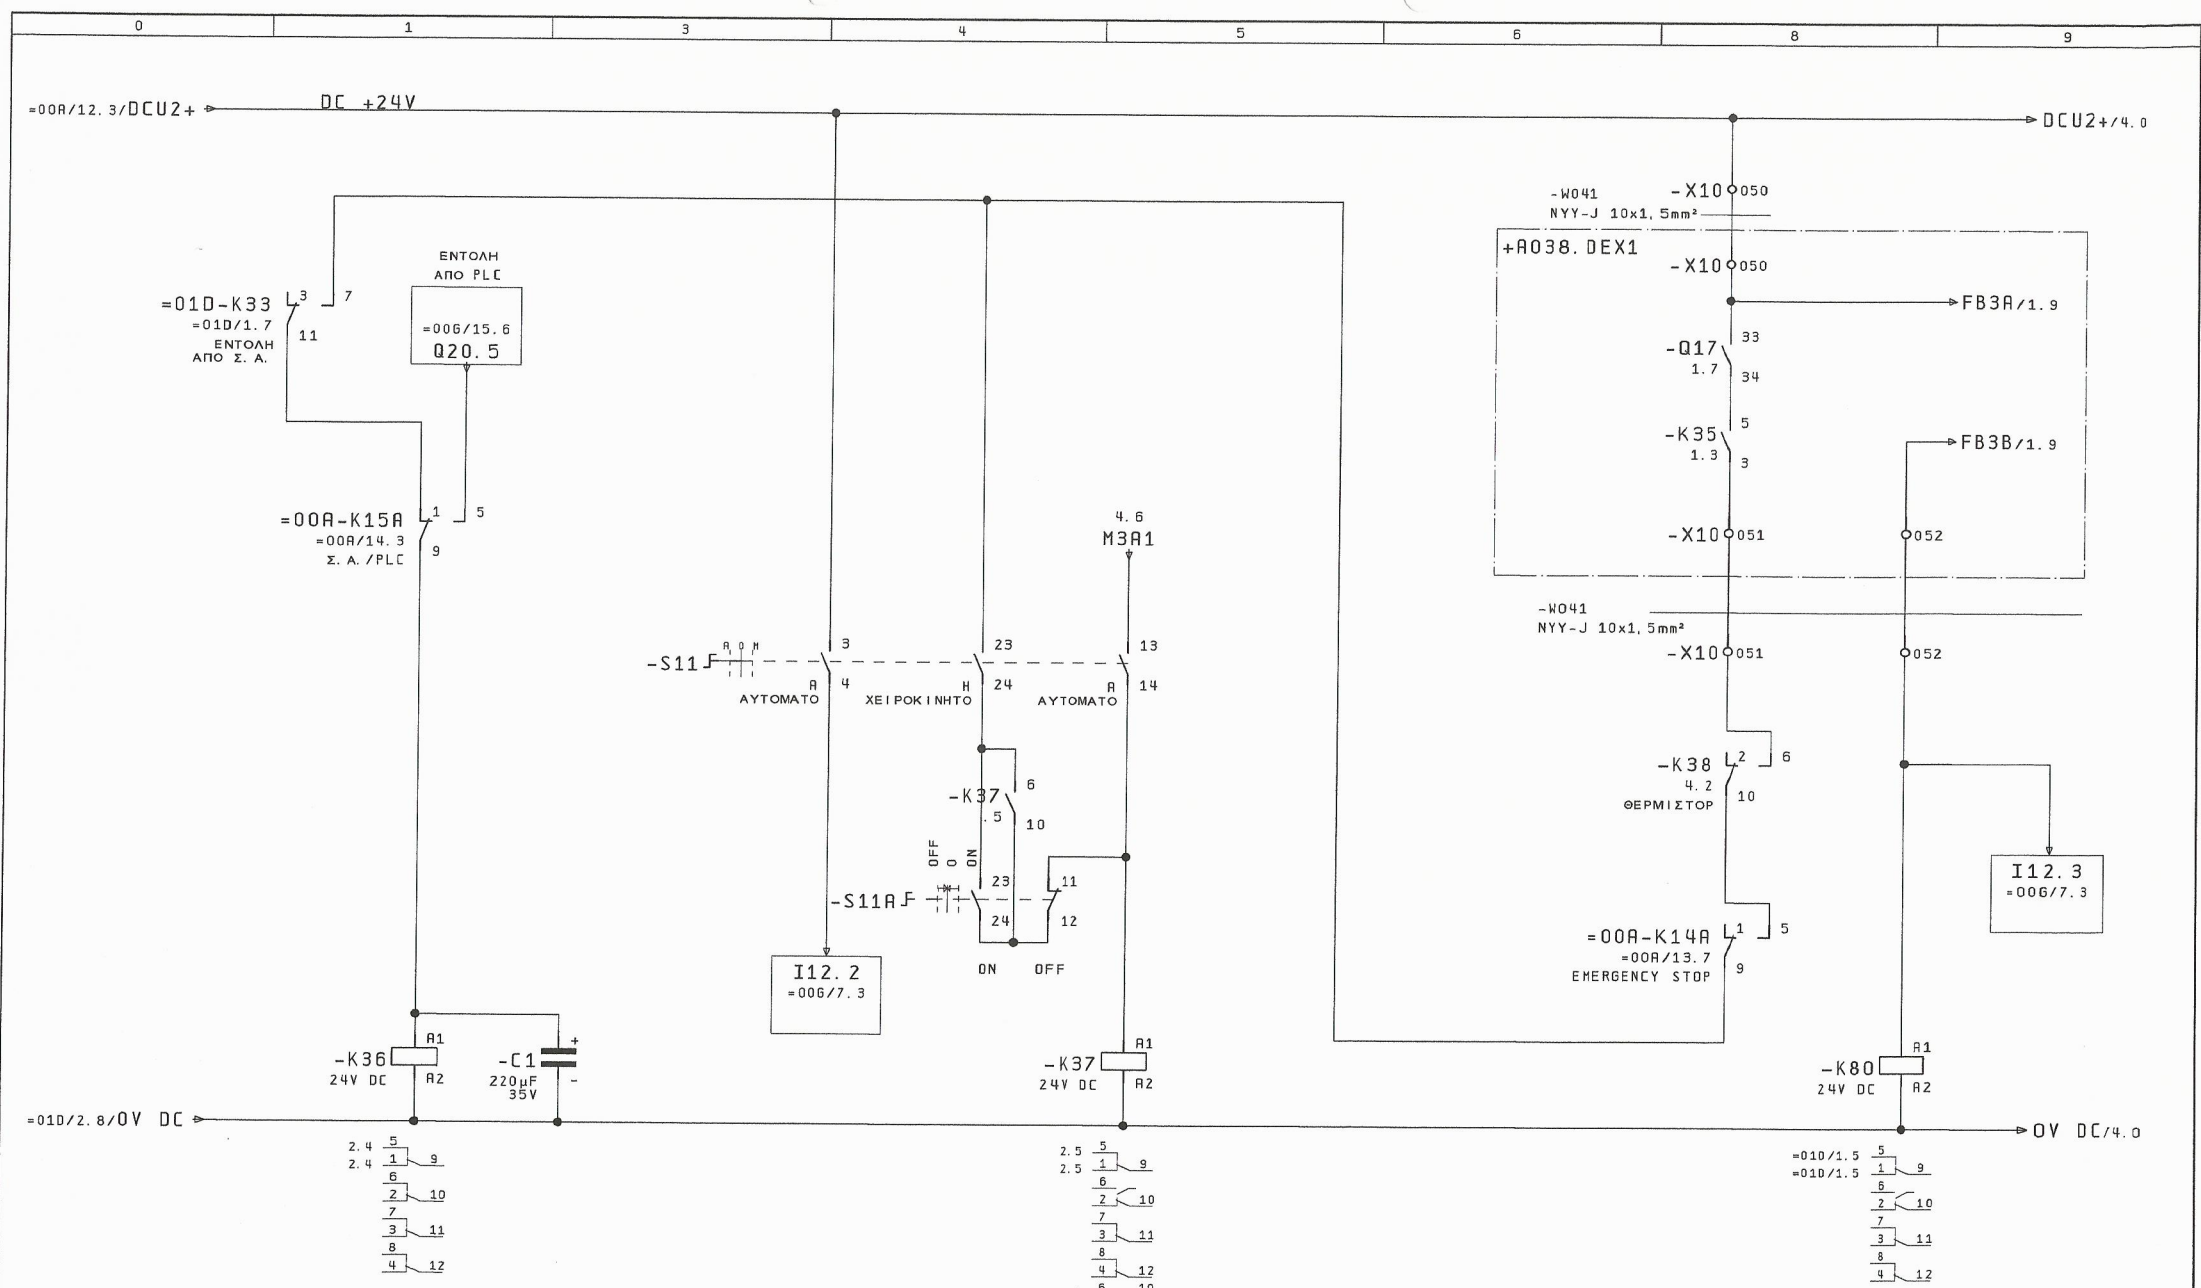 0 1 3 4 5 6 8 9
=00A/12.3/DCU2+
DC +24V
DCU2+/4.0
-W041
NYY-J 10x1,5mm²
-X10 050
+A038.DEX1
-X10 050
FB3A/1.9
ΕΝΤΟΛΗ
ΑΠΟ PLC
=00G/15.6
Q20.5
=01D-K33
=01D/1.7
ΕΝΤΟΛΗ
ΑΠΟ Σ.Α.
3 7
11
-Q17
1.7
33
34
-K35
1.3
5
3
FB3B/1.9
=00A-K15A
=00A/14.3
Σ.Α./PLC
1 5
9
4.6
M3A1
-X10 051
052
-W041
NYY-J 10x1,5mm²
-X10 051
052
-S11
A 0 H
3
4
A
ΑΥΤΟΜΑΤΟ
23
24
H
ΧΕΙΡΟΚΙΝΗΤΟ
13
14
A
ΑΥΤΟΜΑΤΟ
-K37
.5
6
10
-K38
4.2
ΘΕΡΜΙΣΤΟΡ
2 6
10
OFF
0
ON
-S11A
23
24
11
12
ON OFF
I12.3
=00G/7.3
=00A-K14A
=00A/13.7
EMERGENCY STOP
1 5
9
I12.2
=00G/7.3
-K36
24V DC
A1
A2
-C1
220µF
35V
+
-
-K37
24V DC
A1
A2
-K80
24V DC
A1
A2
=01D/2.8/0V DC
0V DC/4.0
2.4 5
2.4 1 9
6
2 10
7
3 11
8
4 12
2.5 5
2.5 1 9
6
2 10
7
3 11
8
4 12
=01D/1.5 5
=01D/1.5 1 9
6
2 10
7
3 11
8
4 12